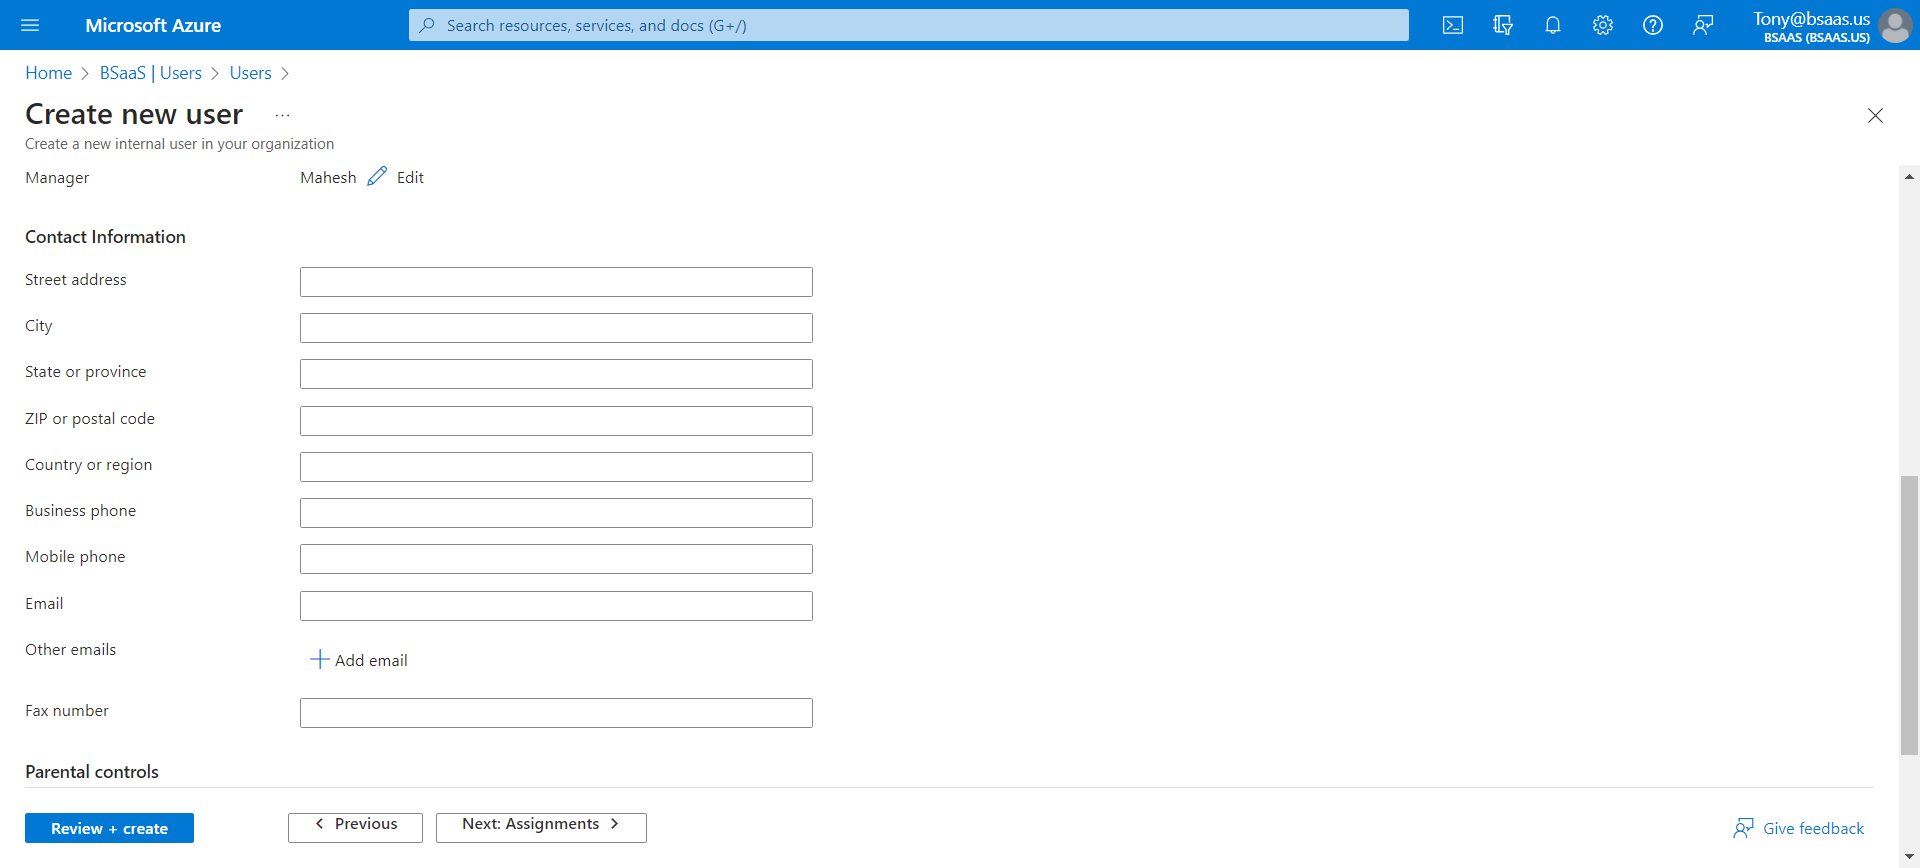 Microsoft Azure
Search resources, services, and docs (G+/)
Tony@bsaas.us
BSAAS (BSAAS.US)
Home > BSaaS | Users > Users >
Create new user ...
Create a new internal user in your organization
Manager Mahesh Edit
Contact Information
Street address
City
State or province
ZIP or postal code
Country or region
Business phone
Mobile phone
Email
Other emails
Add email
Fax number
Parental controls
Review + create
< Previous
Next: Assignments >
Give feedback